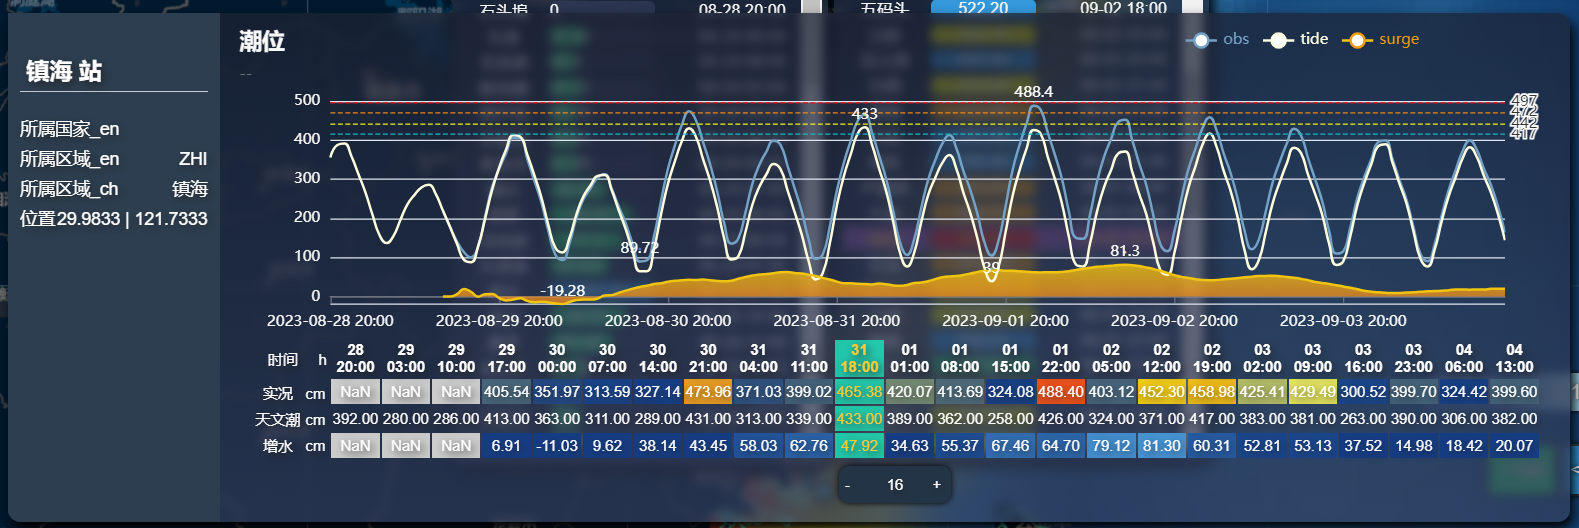 石头埠 0 08-28 20:00 五码头 522.20 09-02 18:00
镇海 站
所属国家_en
所属区域_en ZHI
所属区域_ch 镇海
位置29.9833 | 121.7333
潮位
--
obs tide surge
500
400
300
200
100
0
497
472
442
417
488.4
433
89.72
39
81.3
-19.28
2023-08-28 20:00 2023-08-29 20:00 2023-08-30 20:00 2023-08-31 20:00 2023-09-01 20:00 2023-09-02 20:00 2023-09-03 20:00
时间 h 28 20:00 29 03:00 29 10:00 29 17:00 30 00:00 30 07:00 30 14:00 30 21:00 31 04:00 31 11:00 31 18:00 01 01:00 01 08:00 01 15:00 01 22:00 02 05:00 02 12:00 02 19:00 03 02:00 03 09:00 03 16:00 03 23:00 04 06:00 04 13:00
实况 cm NaN NaN NaN 405.54 351.97 313.59 327.14 473.96 371.03 399.02 465.38 420.07 413.69 324.08 488.40 403.12 452.30 458.98 425.41 429.49 300.52 399.70 324.42 399.60
天文潮 cm 392.00 280.00 286.00 413.00 363.00 311.00 289.00 431.00 313.00 339.00 433.00 389.00 362.00 258.00 426.00 324.00 371.00 417.00 383.00 381.00 263.00 390.00 306.00 382.00
增水 cm NaN NaN NaN 6.91 -11.03 9.62 38.14 43.45 58.03 62.76 47.92 34.63 55.37 67.46 64.70 79.12 81.30 60.31 52.81 53.13 37.52 14.98 18.42 20.07
- 16 +